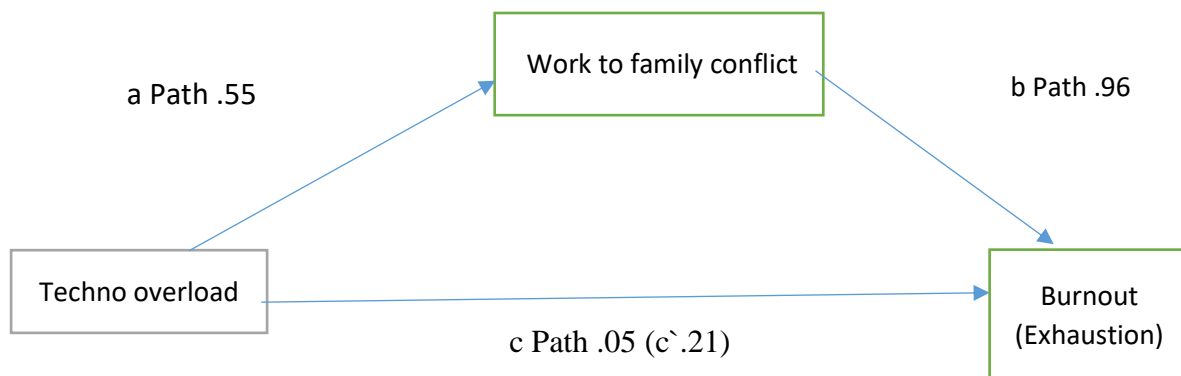 Work to family conflict
a Path .55
b Path .96
Techno overload
Burnout
(Exhaustion)
c Path .05 (c`.21)